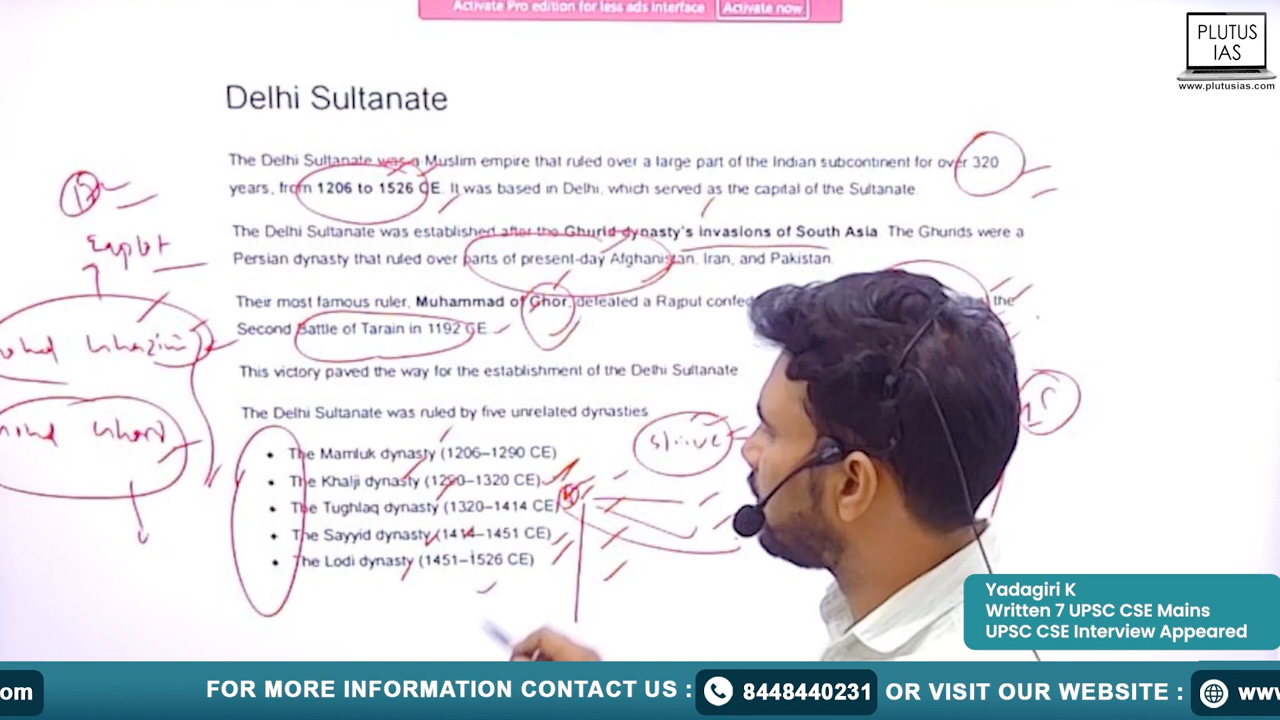 Activate Pro edition for less ads interface Activate now
PLUTUS
IAS
www.plutusias.com
Delhi Sultanate
The Delhi Sultanate was a Muslim empire that ruled over a large part of the Indian subcontinent for over 320
years, from 1206 to 1526 CE. It was based in Delhi, which served as the capital of the Sultanate
The Delhi Sultanate was established after the Ghurid dynasty's invasions of South Asia The Ghurids were a
Persian dynasty that ruled over parts of present-day Afghanistan, Iran, and Pakistan.
Their most famous ruler, Muhammad of Ghor, defeated a Rajput the
Second Battle of Tarain in 1192 CE.
This victory paved the way for the establishment of the Delhi Sultanate
The Delhi Sultanate was ruled by five unrelated dynasties
• The Mamluk dynasty (1206–1290 CE)
• The Khalji dynasty (1290–1320 CE)
• The Tughlaq dynasty (1320–1414 CE)
• The Sayyid dynasty (1414–1451 CE)
• The Lodi dynasty (1451–1526 CE)
Slave
Yadagiri K
Written 7 UPSC CSE Mains
UPSC CSE Interview Appeared
om FOR MORE INFORMATION CONTACT US : 8448440231 OR VISIT OUR WEBSITE : ww